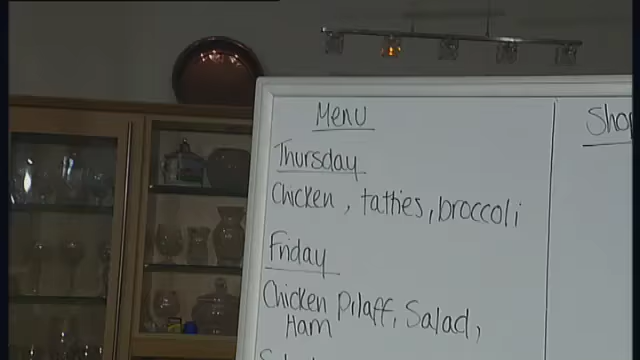 Menu
Thursday
Chicken, tatties, broccoli
Friday
Chicken Pilaff, Salad,
Ham